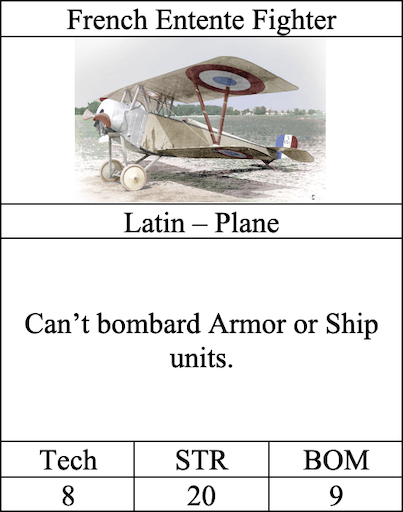 French Entente Fighter
Latin – Plane
Can’t bombard Armor or Ship
units.
Tech STR BOM
8 20 9